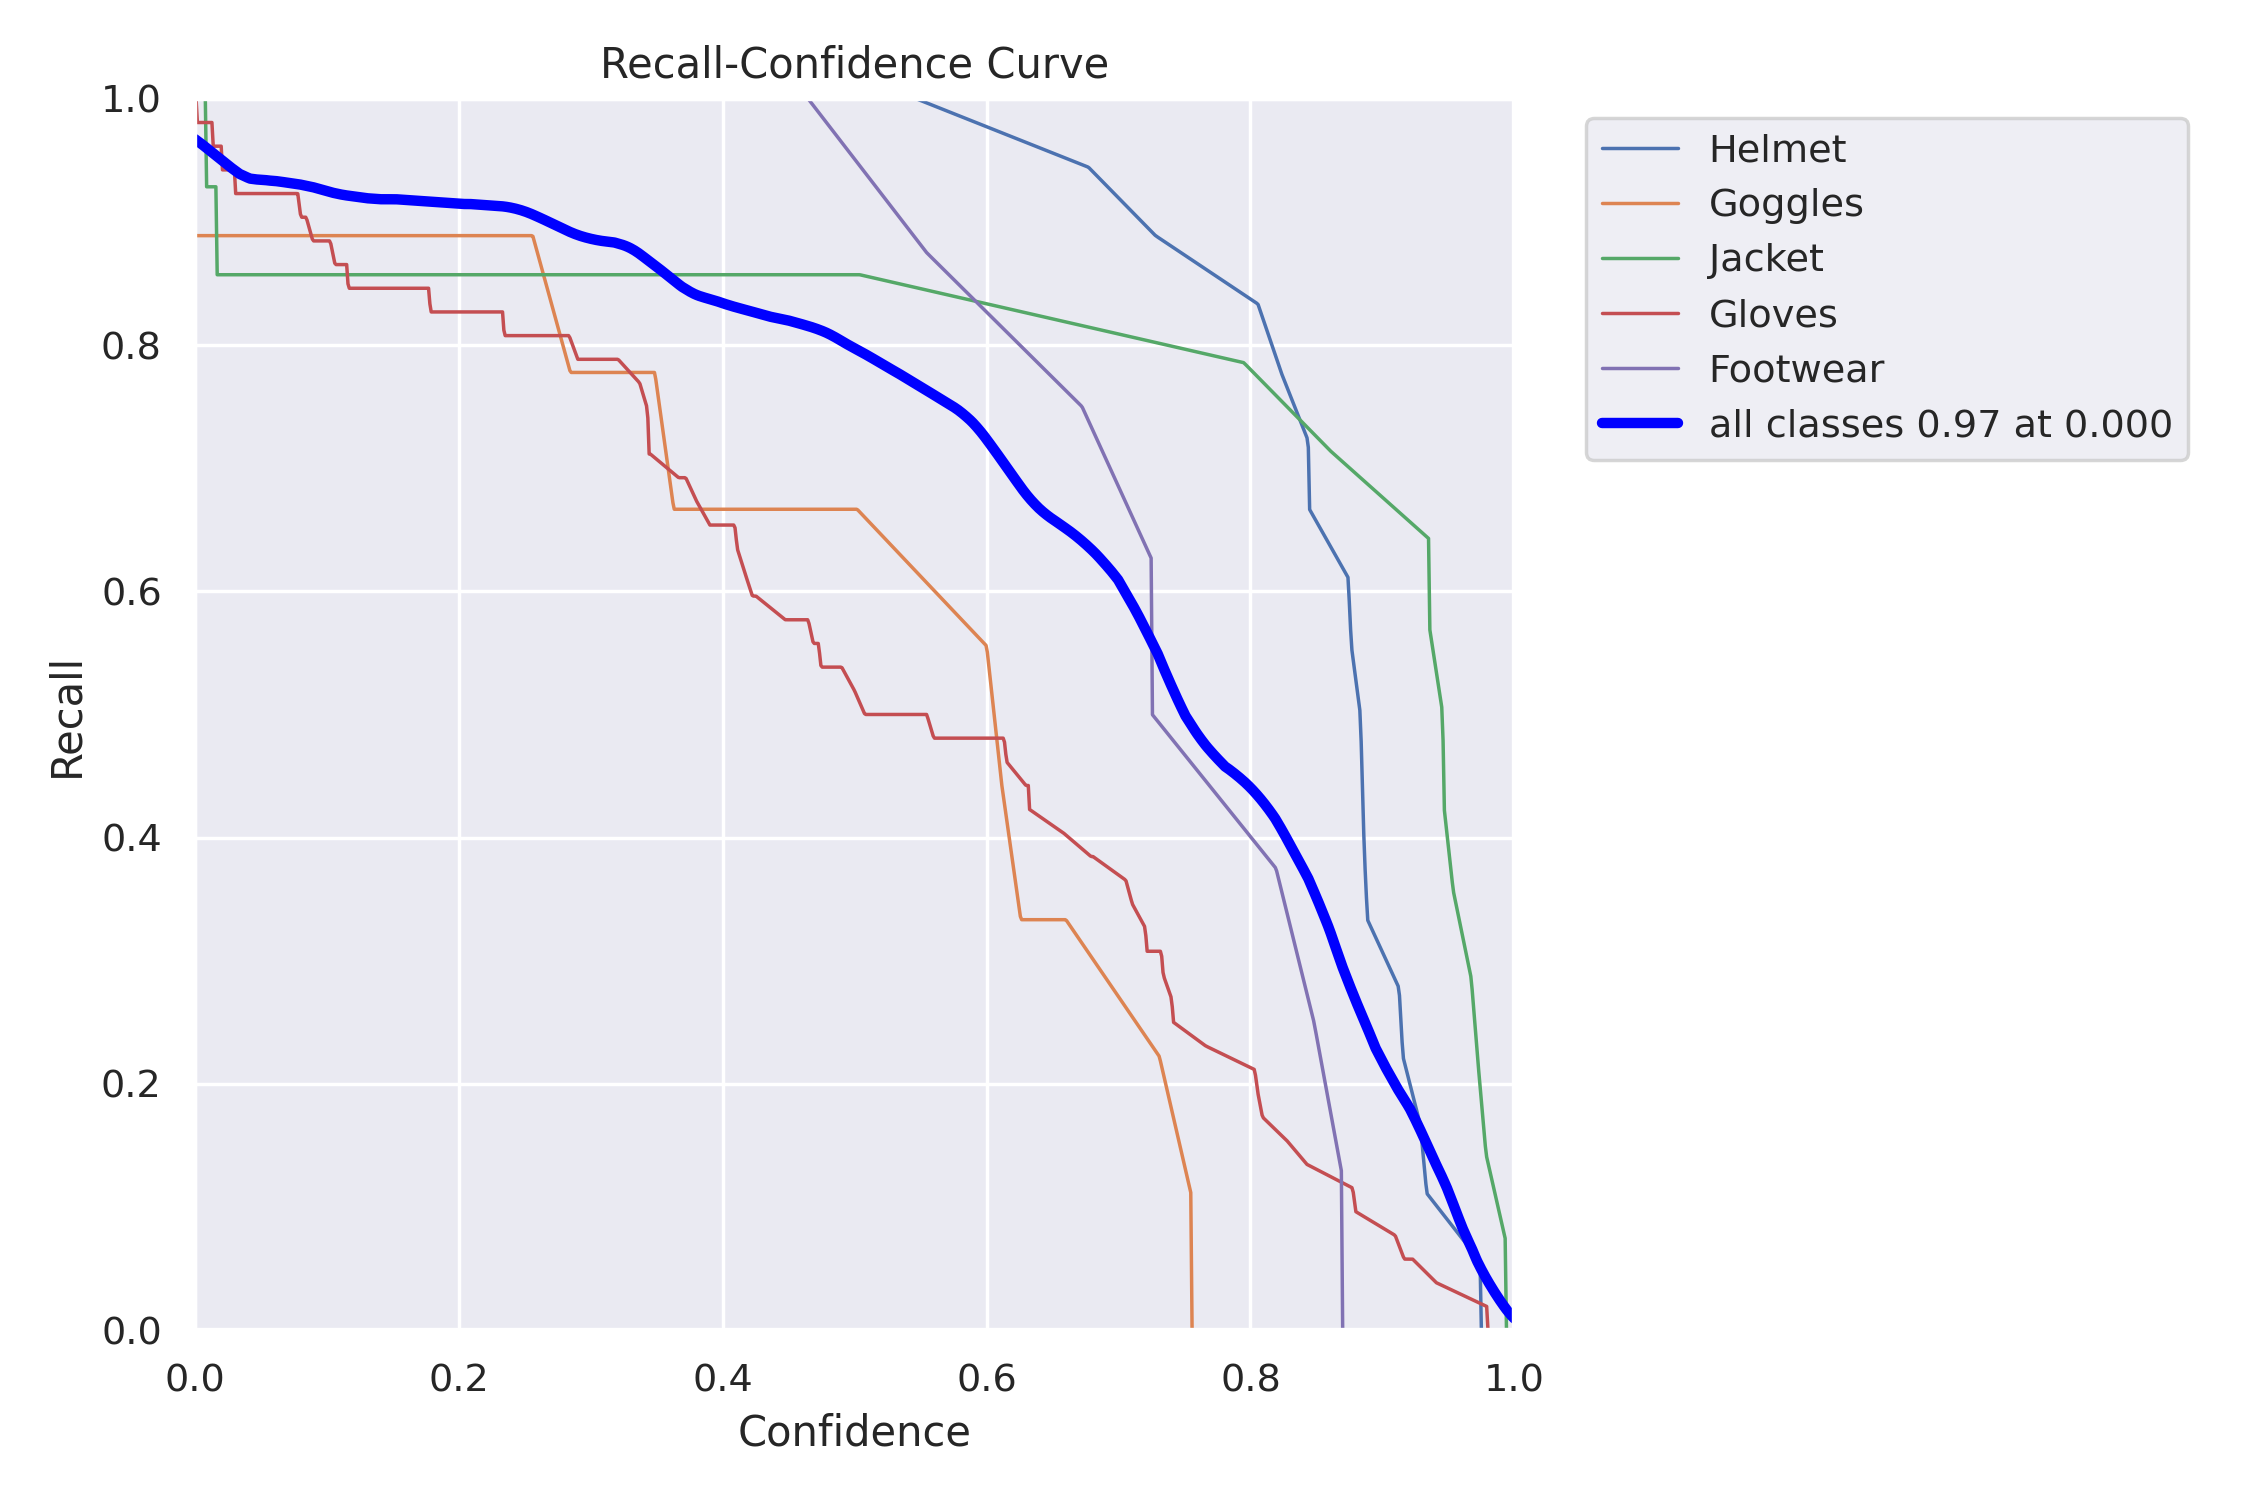 Recall-Confidence Curve
1.0
0.8
0.6
0.4
0.2
0.0
Recall
0.0 0.2 0.4 0.6 0.8 1.0
Confidence
Helmet
Goggles
Jacket
Gloves
Footwear
all classes 0.97 at 0.000